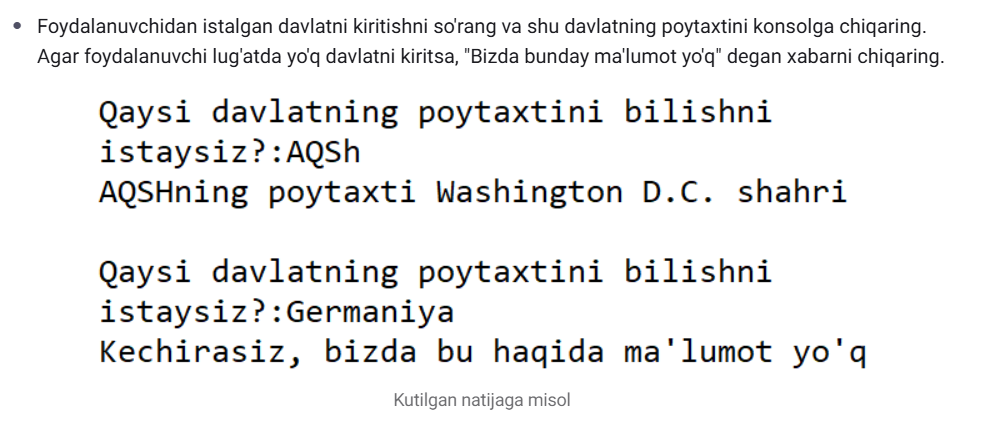 Foydalanuvchidan istalgan davlatni kiritishni so'rang va shu davlatning poytaxtini konsolga chiqaring.
Agar foydalanuvchi lug'atda yo'q davlatni kiritsa, "Bizda bunday ma'lumot yo'q" degan xabarni chiqaring.
Qaysi davlatning poytaxtini bilishni
istaysiz?:AQSh
AQSHning poytaxti Washington D.C. shahri
Qaysi davlatning poytaxtini bilishni
istaysiz?:Germaniya
Kechirasiz, bizda bu haqida ma'lumot yo'q
Kutilgan natijaga misol